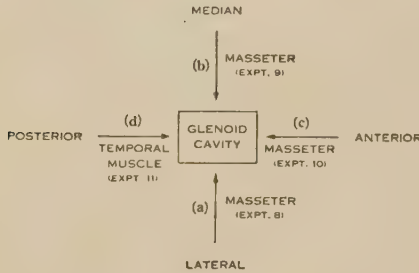 MEDIAN
(b)
MASSETER
(EXPT. 9)
POSTERIOR
(d)
TEMPORAL
MUSCLE
(EXPT. 11)
GLENOID
CAVITY
(c)
MASSETER
(EXPT. 10)
ANTERIOR
(a)
MASSETER
(EXPT. 8)
LATERAL